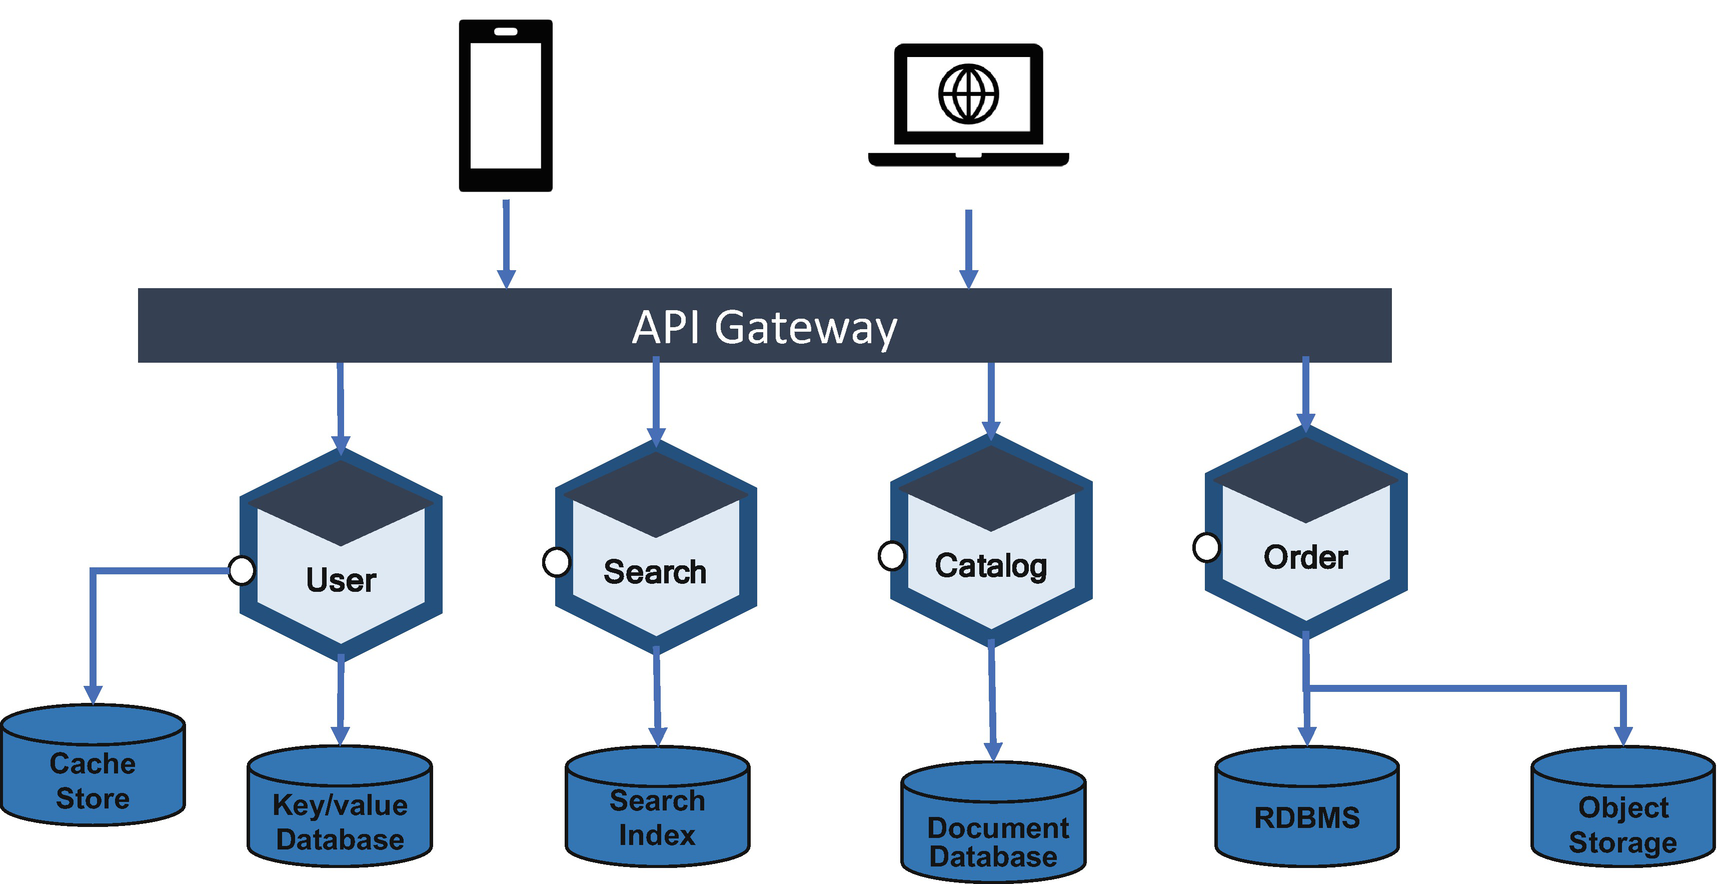 API Gateway
User
Search
Catalog
Order
Cache
Store
Key/value
Database
Search
Index
Document
Database
RDBMS
Object
Storage